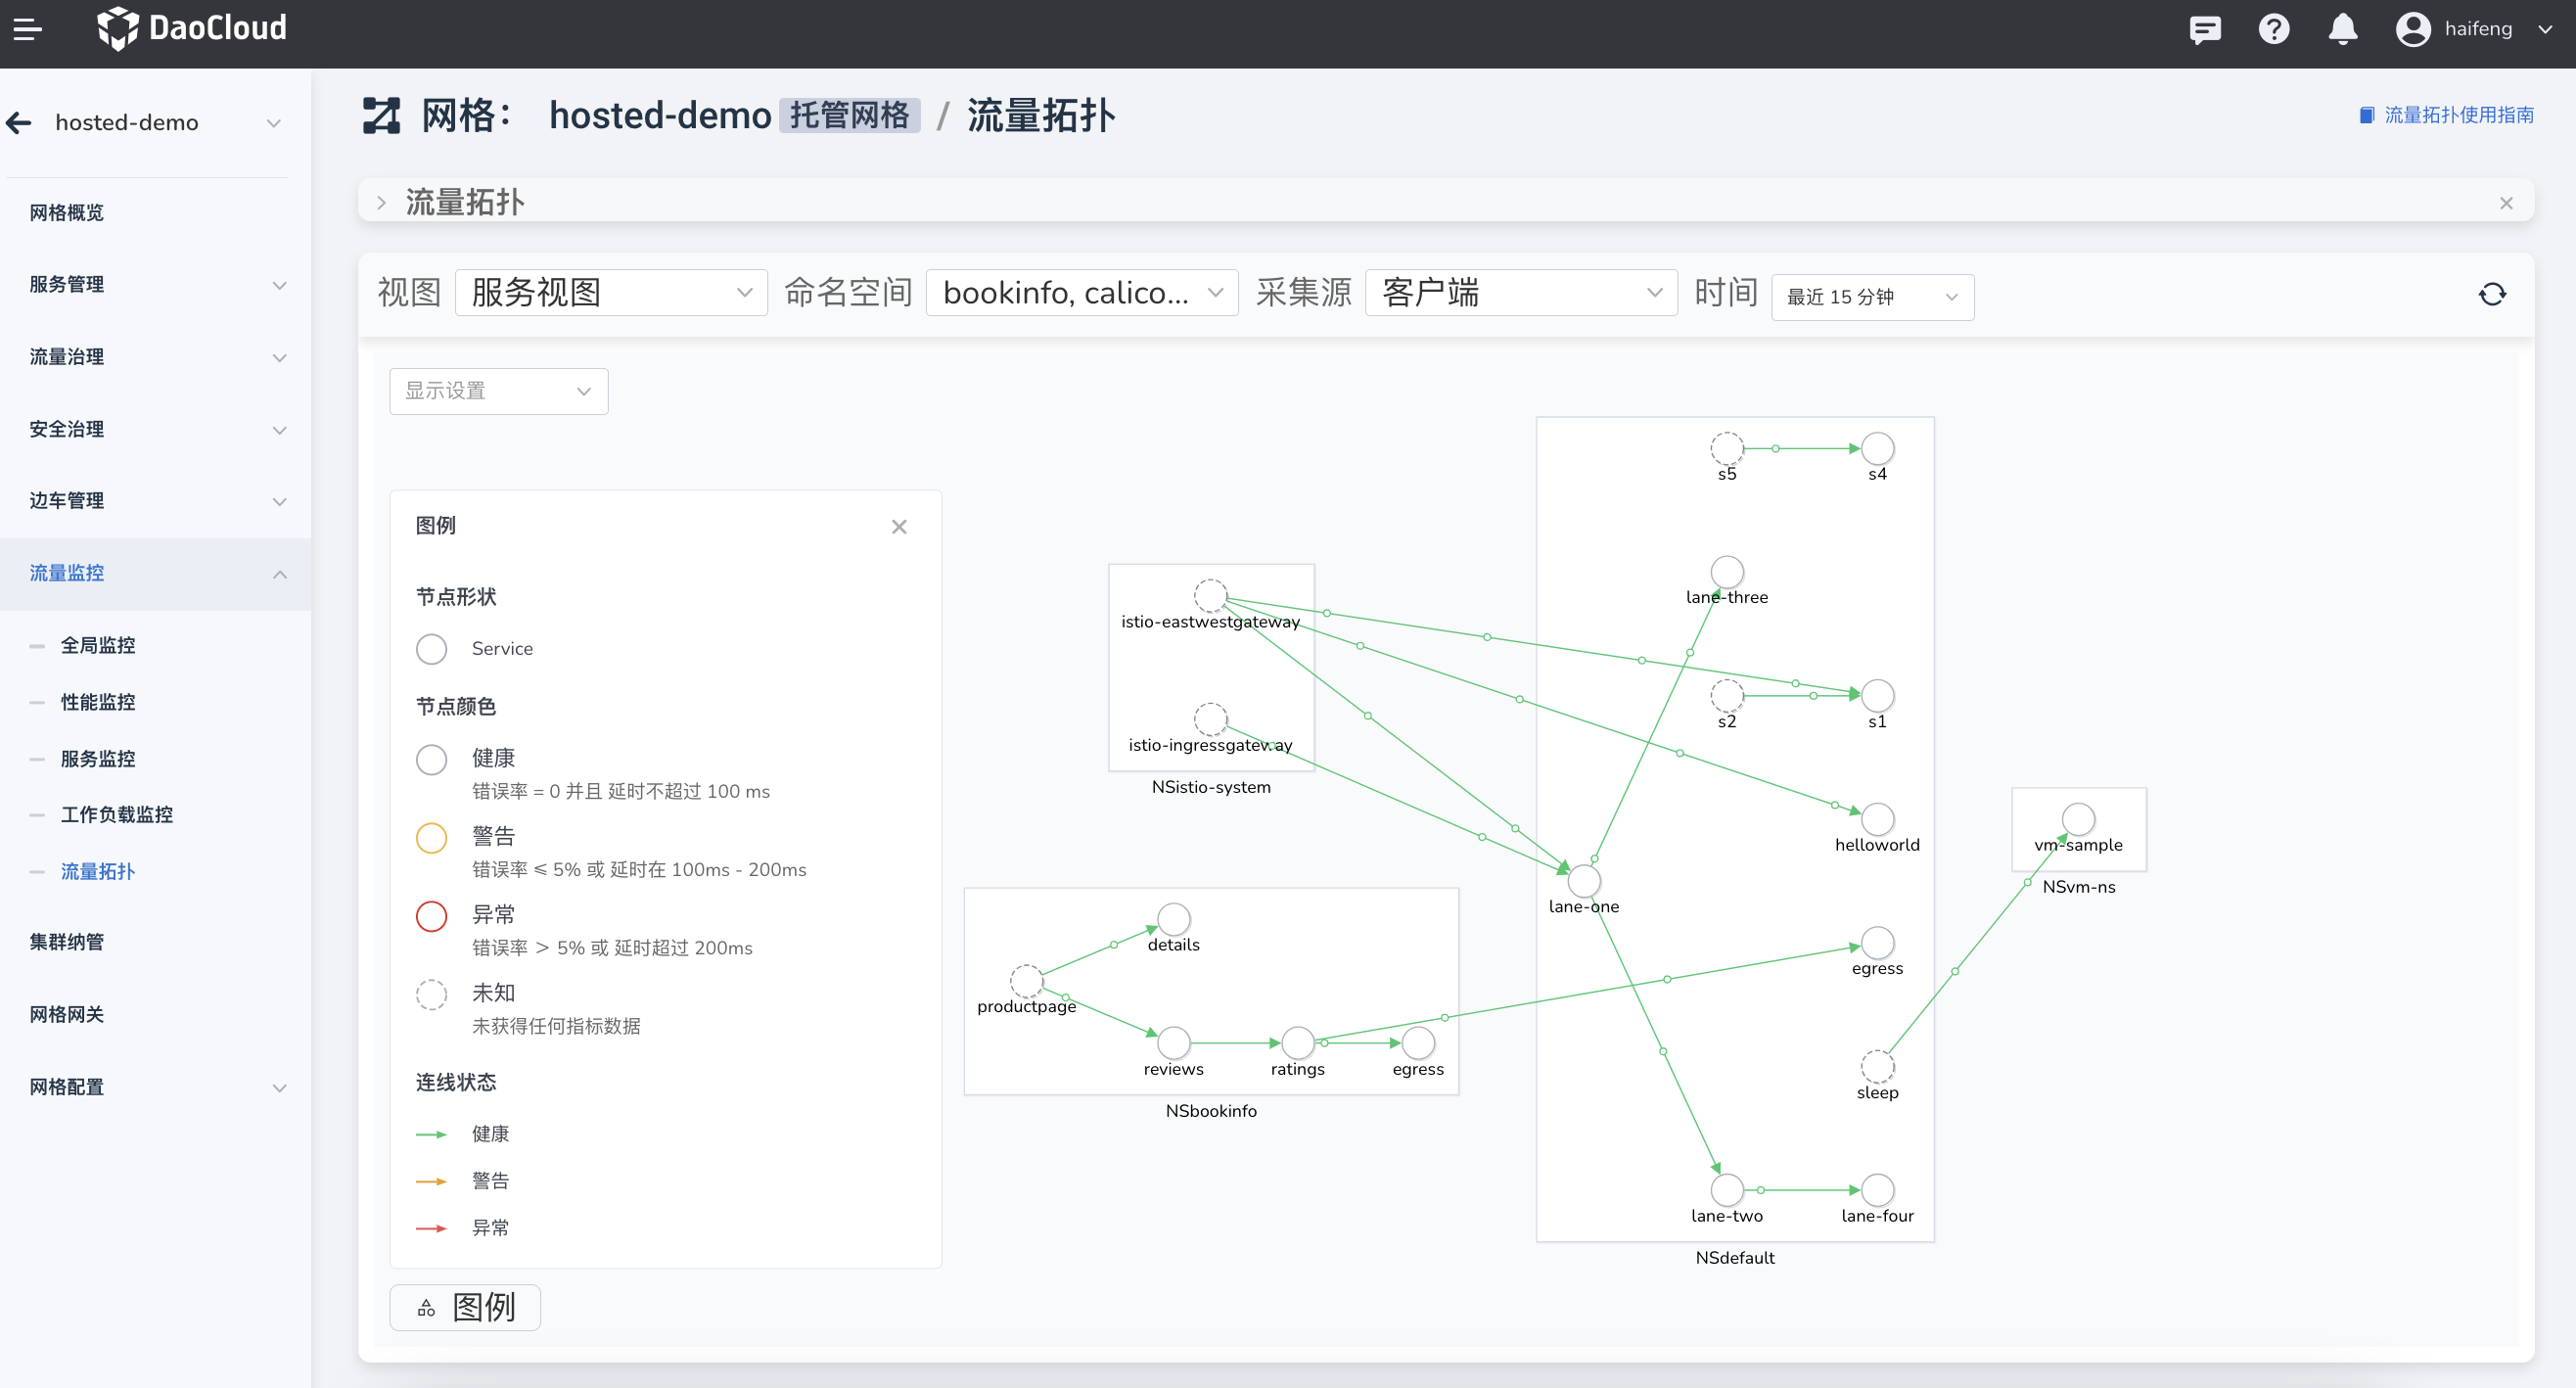 DaoCloud
haifeng
hosted-demo
网格概览
服务管理
流量治理
安全治理
边车管理
流量监控
全局监控
性能监控
服务监控
工作负载监控
流量拓扑
集群纳管
网格网关
网格配置
网格： hosted-demo 托管网格 / 流量拓扑
流量拓扑使用指南
流量拓扑
视图 服务视图 命名空间 bookinfo, calico... 采集源 客户端 时间 最近 15 分钟
显示设置
图例
节点形状
Service
节点颜色
健康
错误率 = 0 并且 延时不超过 100 ms
警告
错误率 ≤ 5% 或 延时在 100ms - 200ms
异常
错误率 > 5% 或 延时超过 200ms
未知
未获得任何指标数据
连线状态
健康
警告
异常
图例
istio-eastwestgateway
istio-ingressgateway
NSistio-system
details
productpage
reviews
ratings
egress
NSbookinfo
s5
s4
lane-three
s2
s1
helloworld
lane-one
egress
sleep
lane-two
lane-four
NSdefault
vm-sample
NSvm-ns